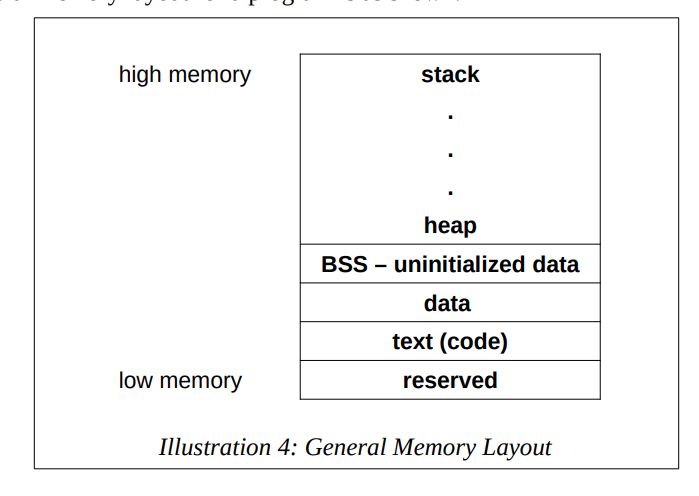 high memory stack
.
.
.
heap
BSS – uninitialized data
data
text (code)
low memory reserved
Illustration 4: General Memory Layout